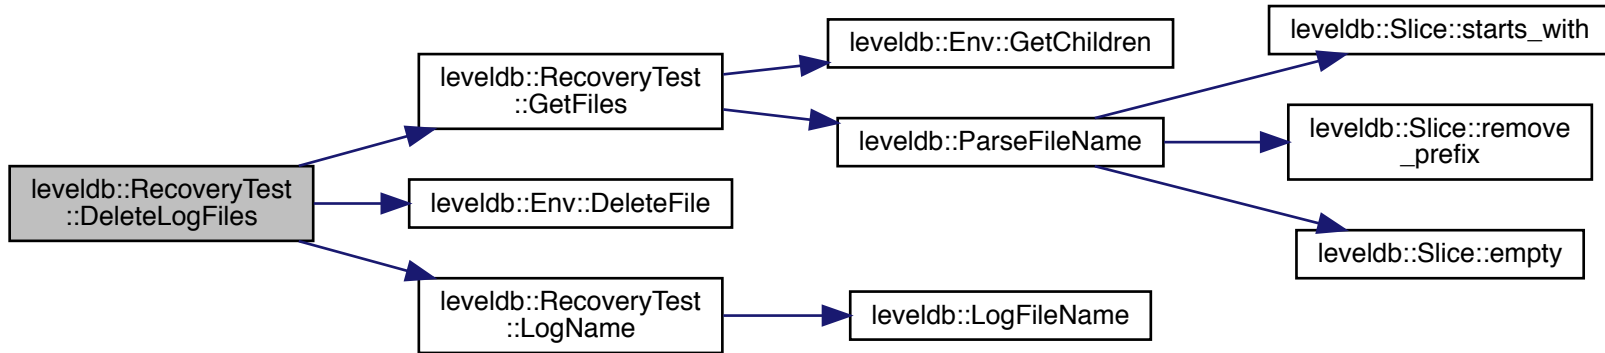 leveldb::RecoveryTest
::DeleteLogFiles
leveldb::RecoveryTest
::GetFiles
leveldb::Env::DeleteFile
leveldb::RecoveryTest
::LogName
leveldb::Env::GetChildren
leveldb::ParseFileName
leveldb::LogFileName
leveldb::Slice::starts_with
leveldb::Slice::remove
_prefix
leveldb::Slice::empty